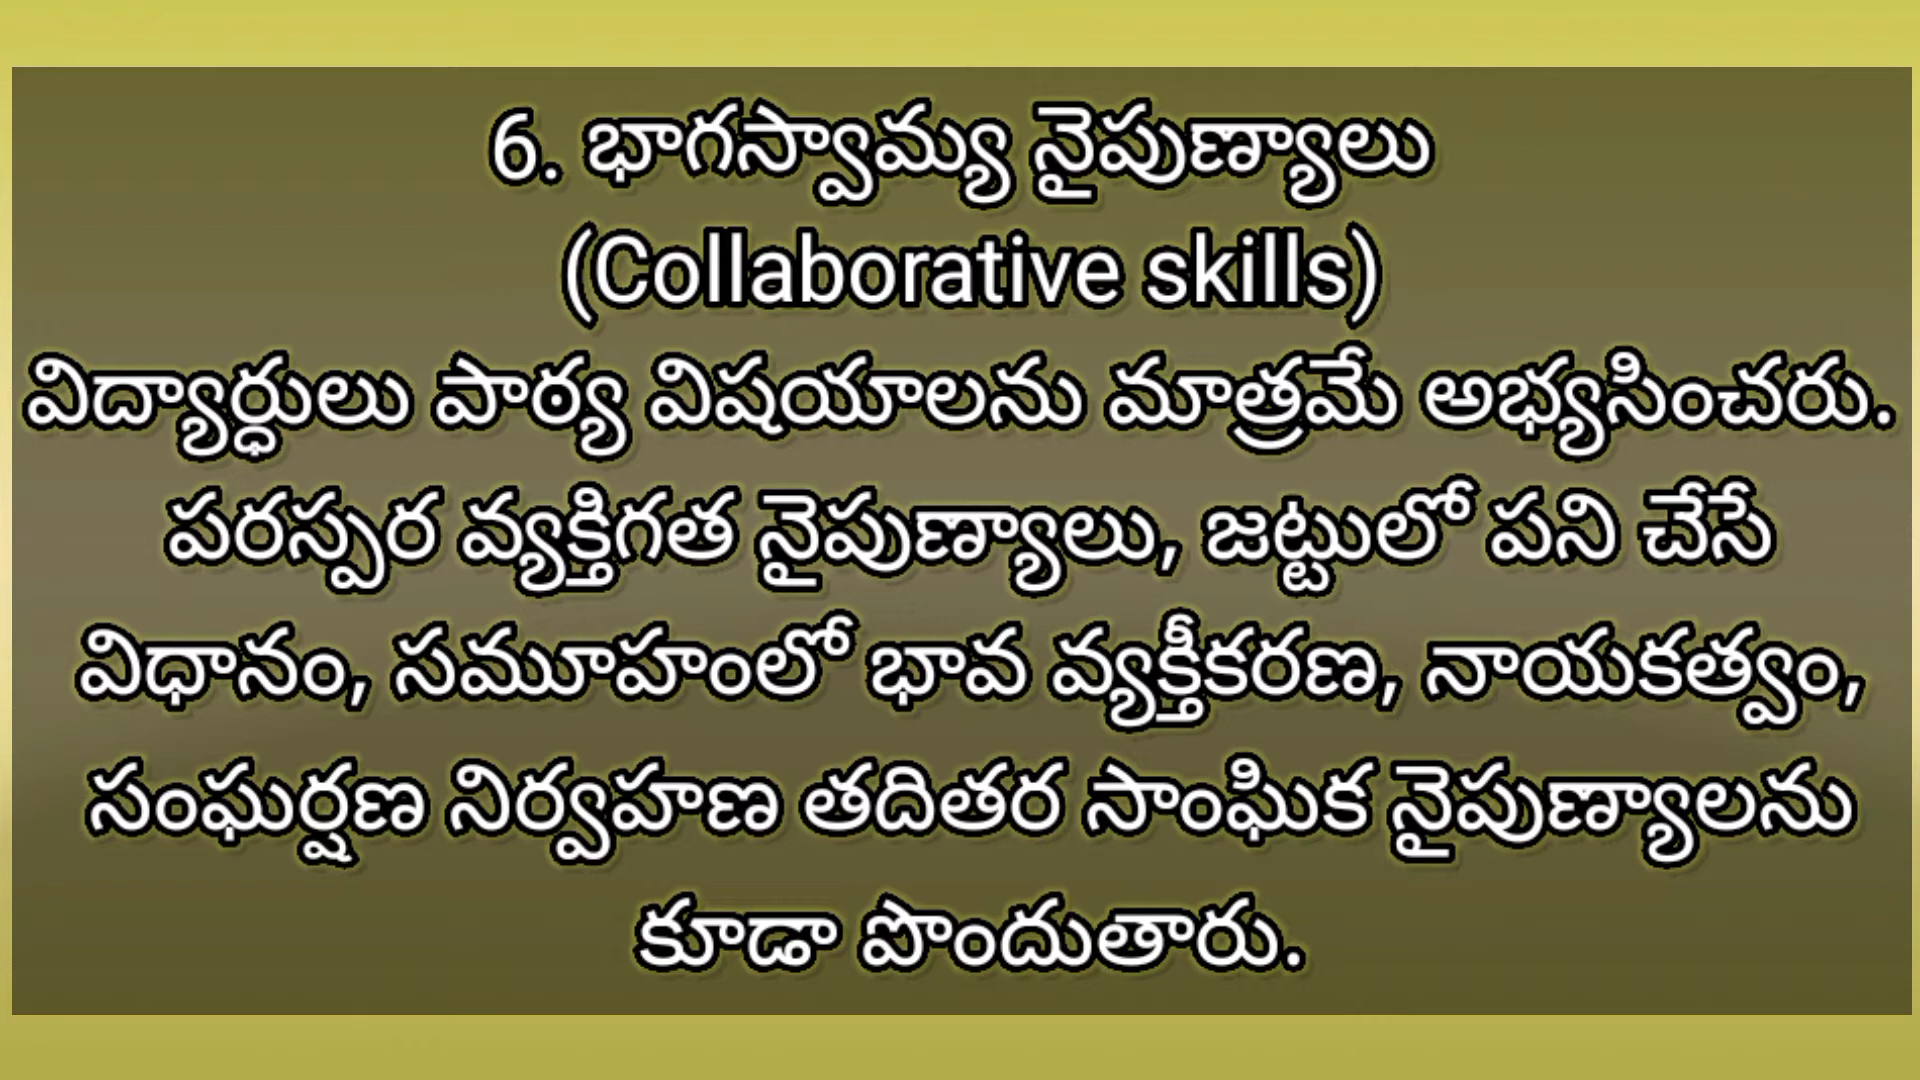 6. భాగస్వామ్య నైపుణ్యాలు
(Collaborative skills)
విద్యార్ధులు పాఠ్య విషయాలను మాత్రమే అభ్యసించరు.
పరస్పర వ్యక్తిగత నైపుణ్యాలు, జట్టులో పని చేసే
విధానం, సమూహంలో భావ వ్యక్తీకరణ, నాయకత్వం,
సంఘర్షణ నిర్వహణ తదితర సాంఘిక నైపుణ్యాలను
కూడా పొందుతారు.